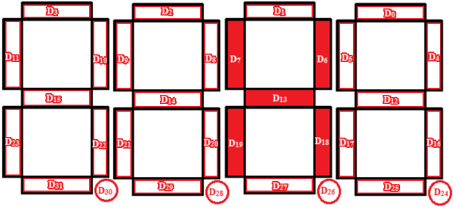 D3 D2 D1 D0
D11 D10 D9 D8 D7 D6 D5 D4
D15 D14 D13 D12
D23 D22 D21 D20 D19 D18 D17 D16
D31 D30 D29 D28 D27 D26 D25 D24